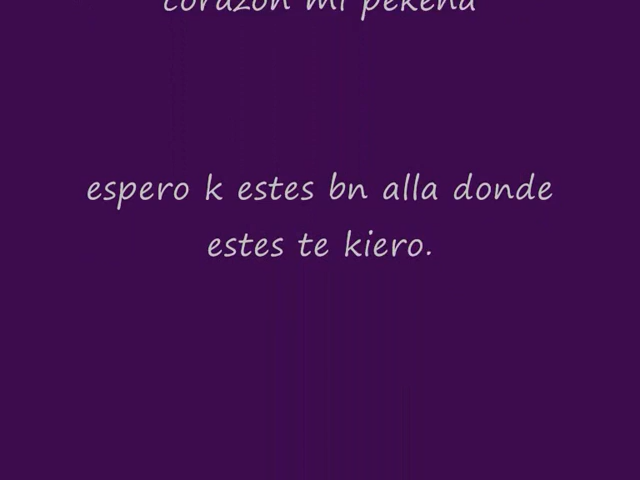 corazon mi pekeña
espero k estes bn alla donde
estes te kiero.